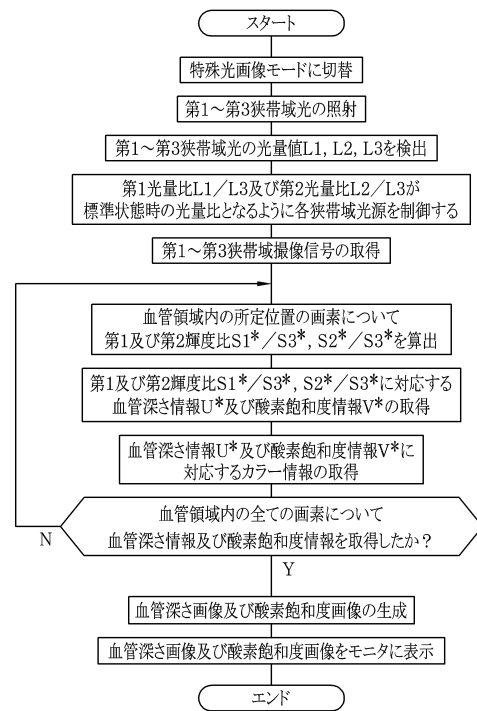 スタート
特殊光画像モードに切替
第1～第3狭帯域光の照射
第1～第3狭帯域光の光量値L1, L2, L3を検出
第1光量比L1／L3及び第2光量比L2／L3が
標準状態時の光量比となるように各狭帯域光源を制御する
第1～第3狭帯域撮像信号の取得
血管領域内の所定位置の画素について
第1及び第2輝度比S1*／S3*, S2*／S3*を算出
第1及び第2輝度比S1*／S3*, S2*／S3*に対応する
血管深さ情報U*及び酸素飽和度情報V*の取得
血管深さ情報U*及び酸素飽和度情報V*に
対応するカラー情報の取得
血管領域内の全ての画素について
血管深さ情報及び酸素飽和度情報を取得したか？
N
Y
血管深さ画像及び酸素飽和度画像の生成
血管深さ画像及び酸素飽和度画像をモニタに表示
エンド